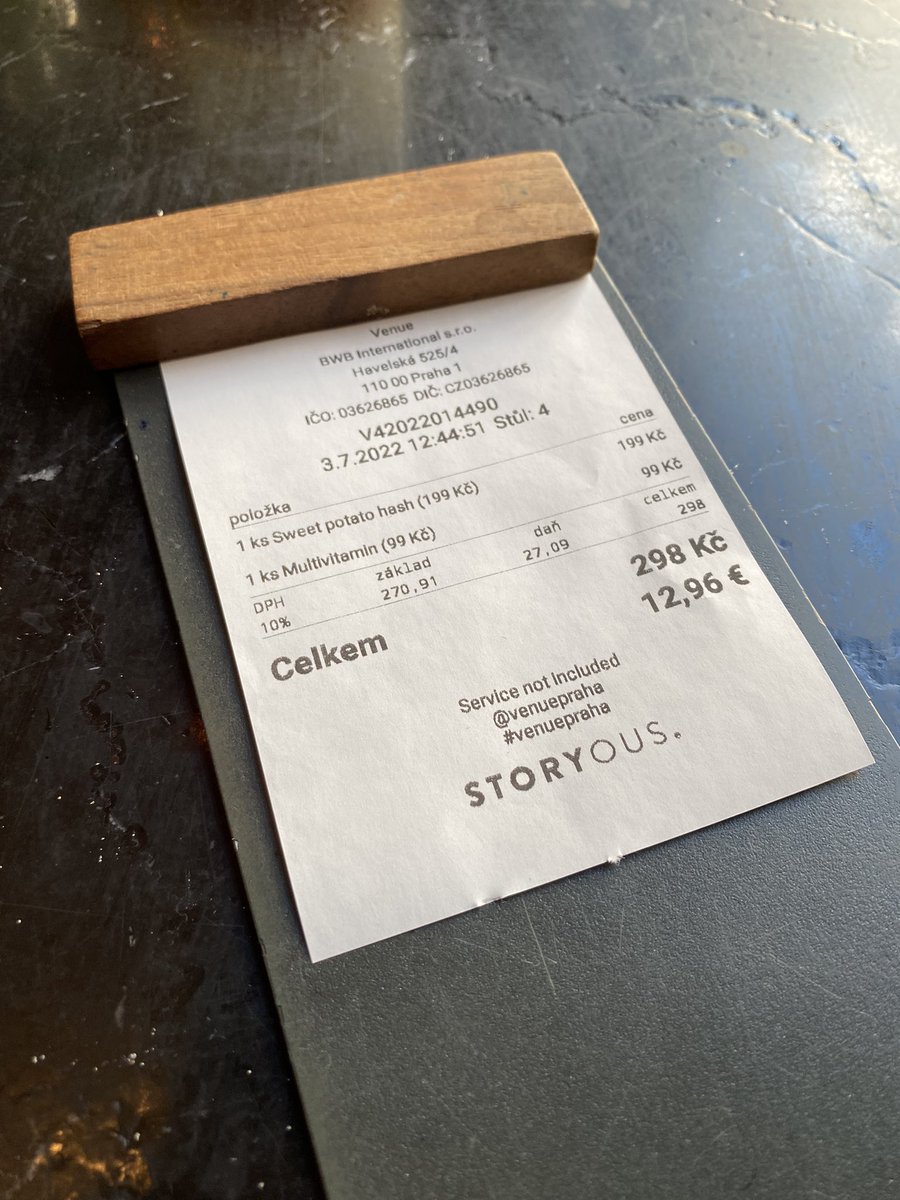 Venue
BWB International s.r.o.
Havelská 525/4
110 00 Praha 1
IČO: 03626865 DIČ: CZ03626865
V42022014490
3.7.2022 12:44:51 Stůl: 4
položka cena
1 ks Sweet potato hash (199 Kč) 199 Kč
1 ks Multivitamin (99 Kč) 99 Kč
DPH základ daň celkem
10% 270,91 27,09 298
Celkem 298 Kč
12,96 €
Service not included
@venuepraha
#venuepraha
STORYOUS.